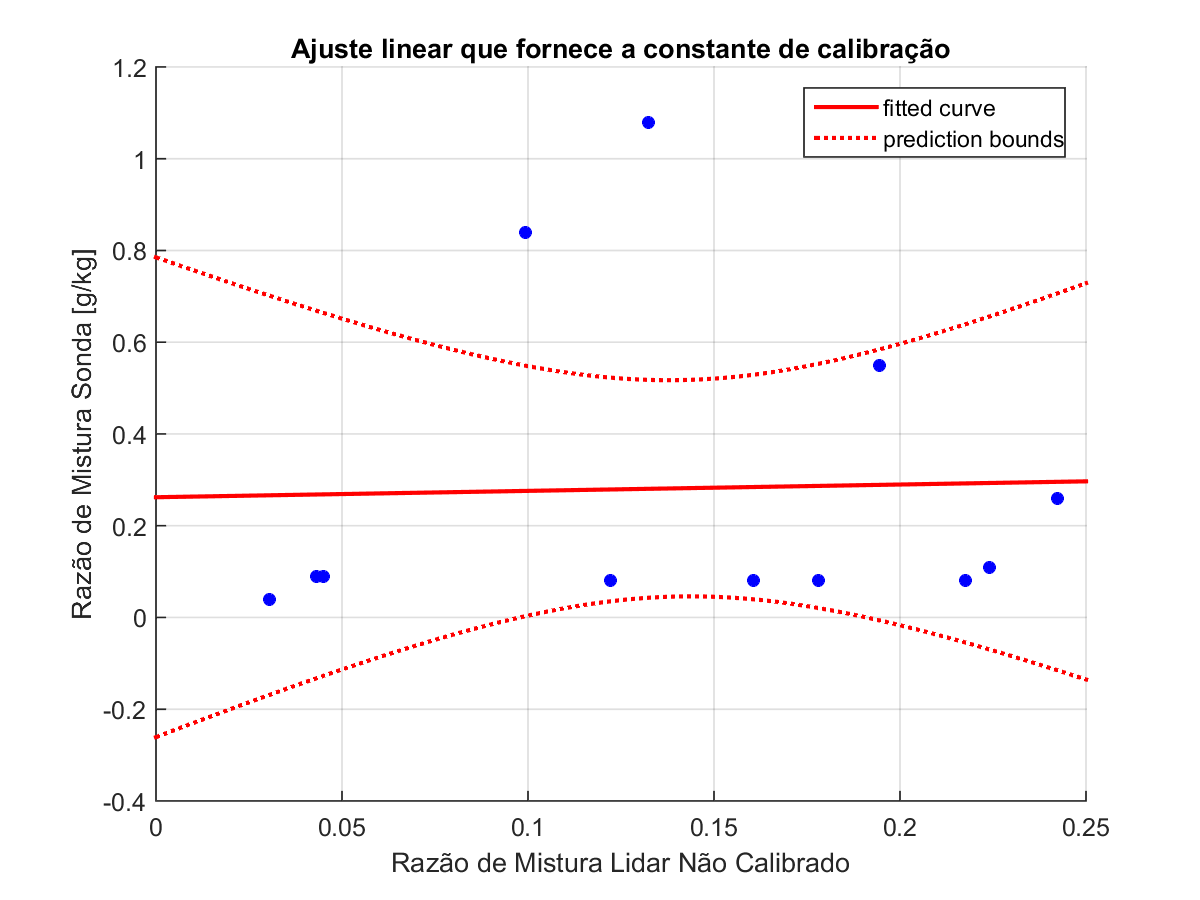 Ajuste linear que fornece a constante de calibração
fitted curve
prediction bounds
Razão de Mistura Sonda [g/kg]
1.2
1
0.8
0.6
0.4
0.2
0
-0.2
-0.4
0 0.05 0.1 0.15 0.2 0.25
Razão de Mistura Lidar Não Calibrado